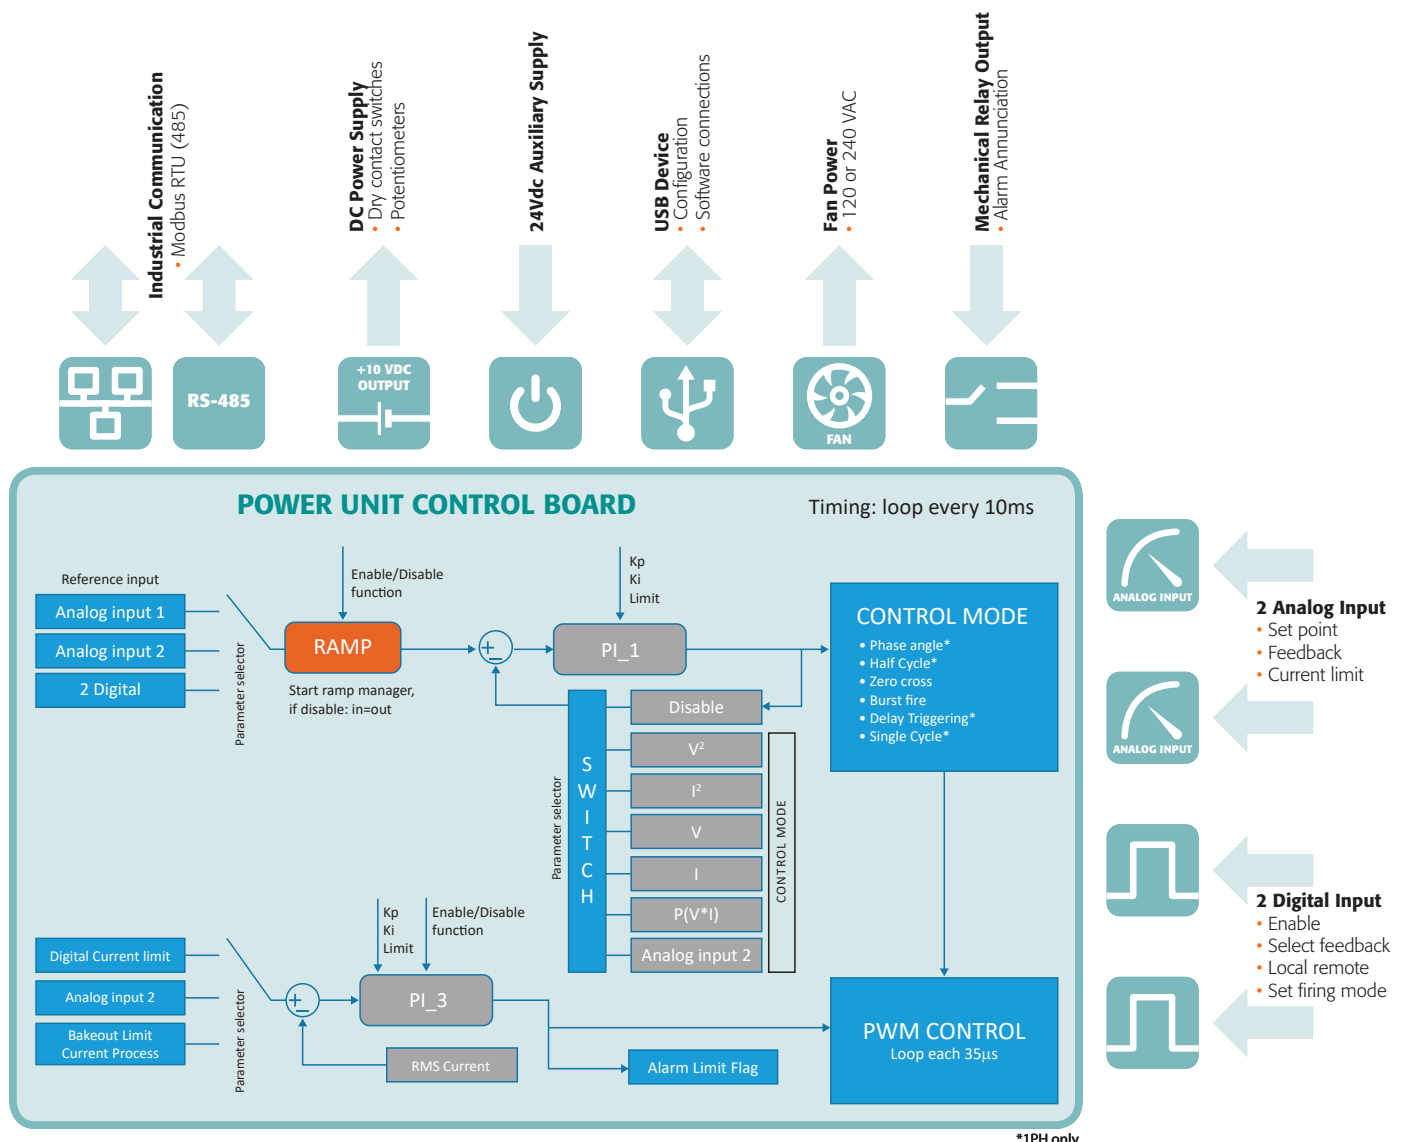 Industrial Communication
• Modbus RTU (485)
DC Power Supply
• Dry contact switches
• Potentiometers
24Vdc Auxiliary Supply
USB Device
• Configuration
• Software connections
Fan Power
• 120 or 240 VAC
Mechanical Relay Output
• Alarm Annunciation
RS-485
+10 VDC
OUTPUT
FAN
POWER UNIT CONTROL BOARD
Timing: loop every 10ms
Reference input
Analog input 1
Analog input 2
2 Digital
Parameter selector
Enable/Disable
function
RAMP
Start ramp manager,
if disable: in=out
+
−
Kp
Ki
Limit
PI_1
CONTROL MODE
• Phase angle*
• Half Cycle*
• Zero cross
• Burst fire
• Delay Triggering*
• Single Cycle*
Parameter selector
SWITCH
Disable
V²
I²
V
I
P(V*I)
Analog input 2
CONTROL MODE
Digital Current limit
Analog input 2
Bakeout Limit
Current Process
Parameter selector
+
−
Kp
Ki
Limit
Enable/Disable
function
PI_3
RMS Current
Alarm Limit Flag
PWM CONTROL
Loop each 35µs
ANALOG INPUT
ANALOG INPUT
2 Analog Input
• Set point
• Feedback
• Current limit
2 Digital Input
• Enable
• Select feedback
• Local remote
• Set firing mode
*1PH only